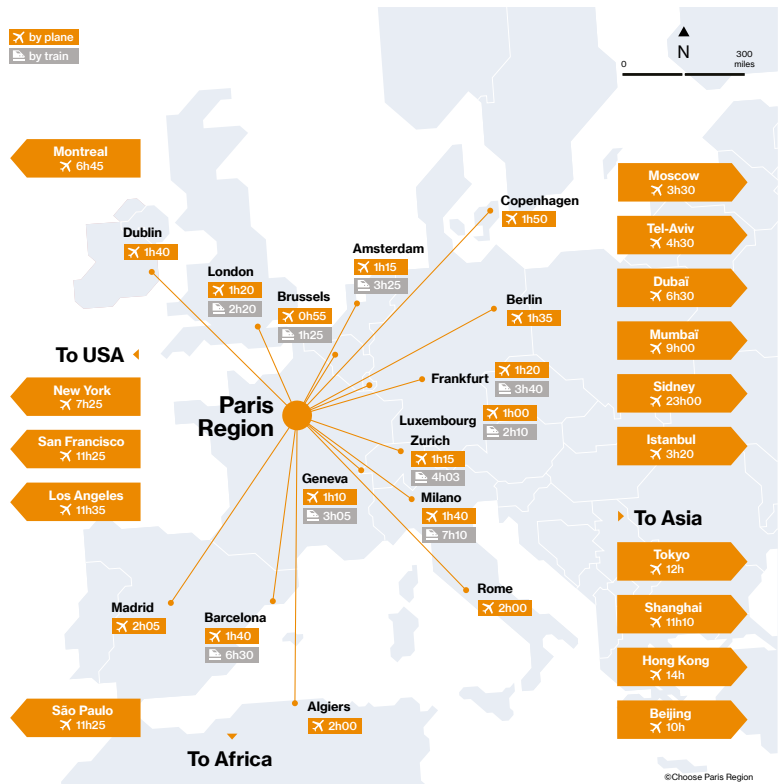 by plane
by train
N
0
300
miles
Montreal
6h45
Moscow
3h30
Copenhagen
1h50
Tel-Aviv
4h30
Dublin
1h40
Amsterdam
1h15
3h25
London
1h20
2h20
Brussels
0h55
1h25
Dubaï
6h30
Berlin
1h35
Mumbaï
9h00
To USA
New York
7h25
San Francisco
11h25
Los Angeles
11h35
Paris
Region
Frankfurt
1h20
3h40
Luxembourg
1h00
2h10
Zurich
1h15
4h03
Sidney
23h00
Istanbul
3h20
Geneva
1h10
3h05
Milano
1h40
7h10
To Asia
Tokyo
12h
Shanghai
11h10
Hong Kong
14h
Beijing
10h
Rome
2h00
Madrid
2h05
Barcelona
1h40
6h30
São Paulo
11h25
Algiers
2h00
To Africa
©Choose Paris Region